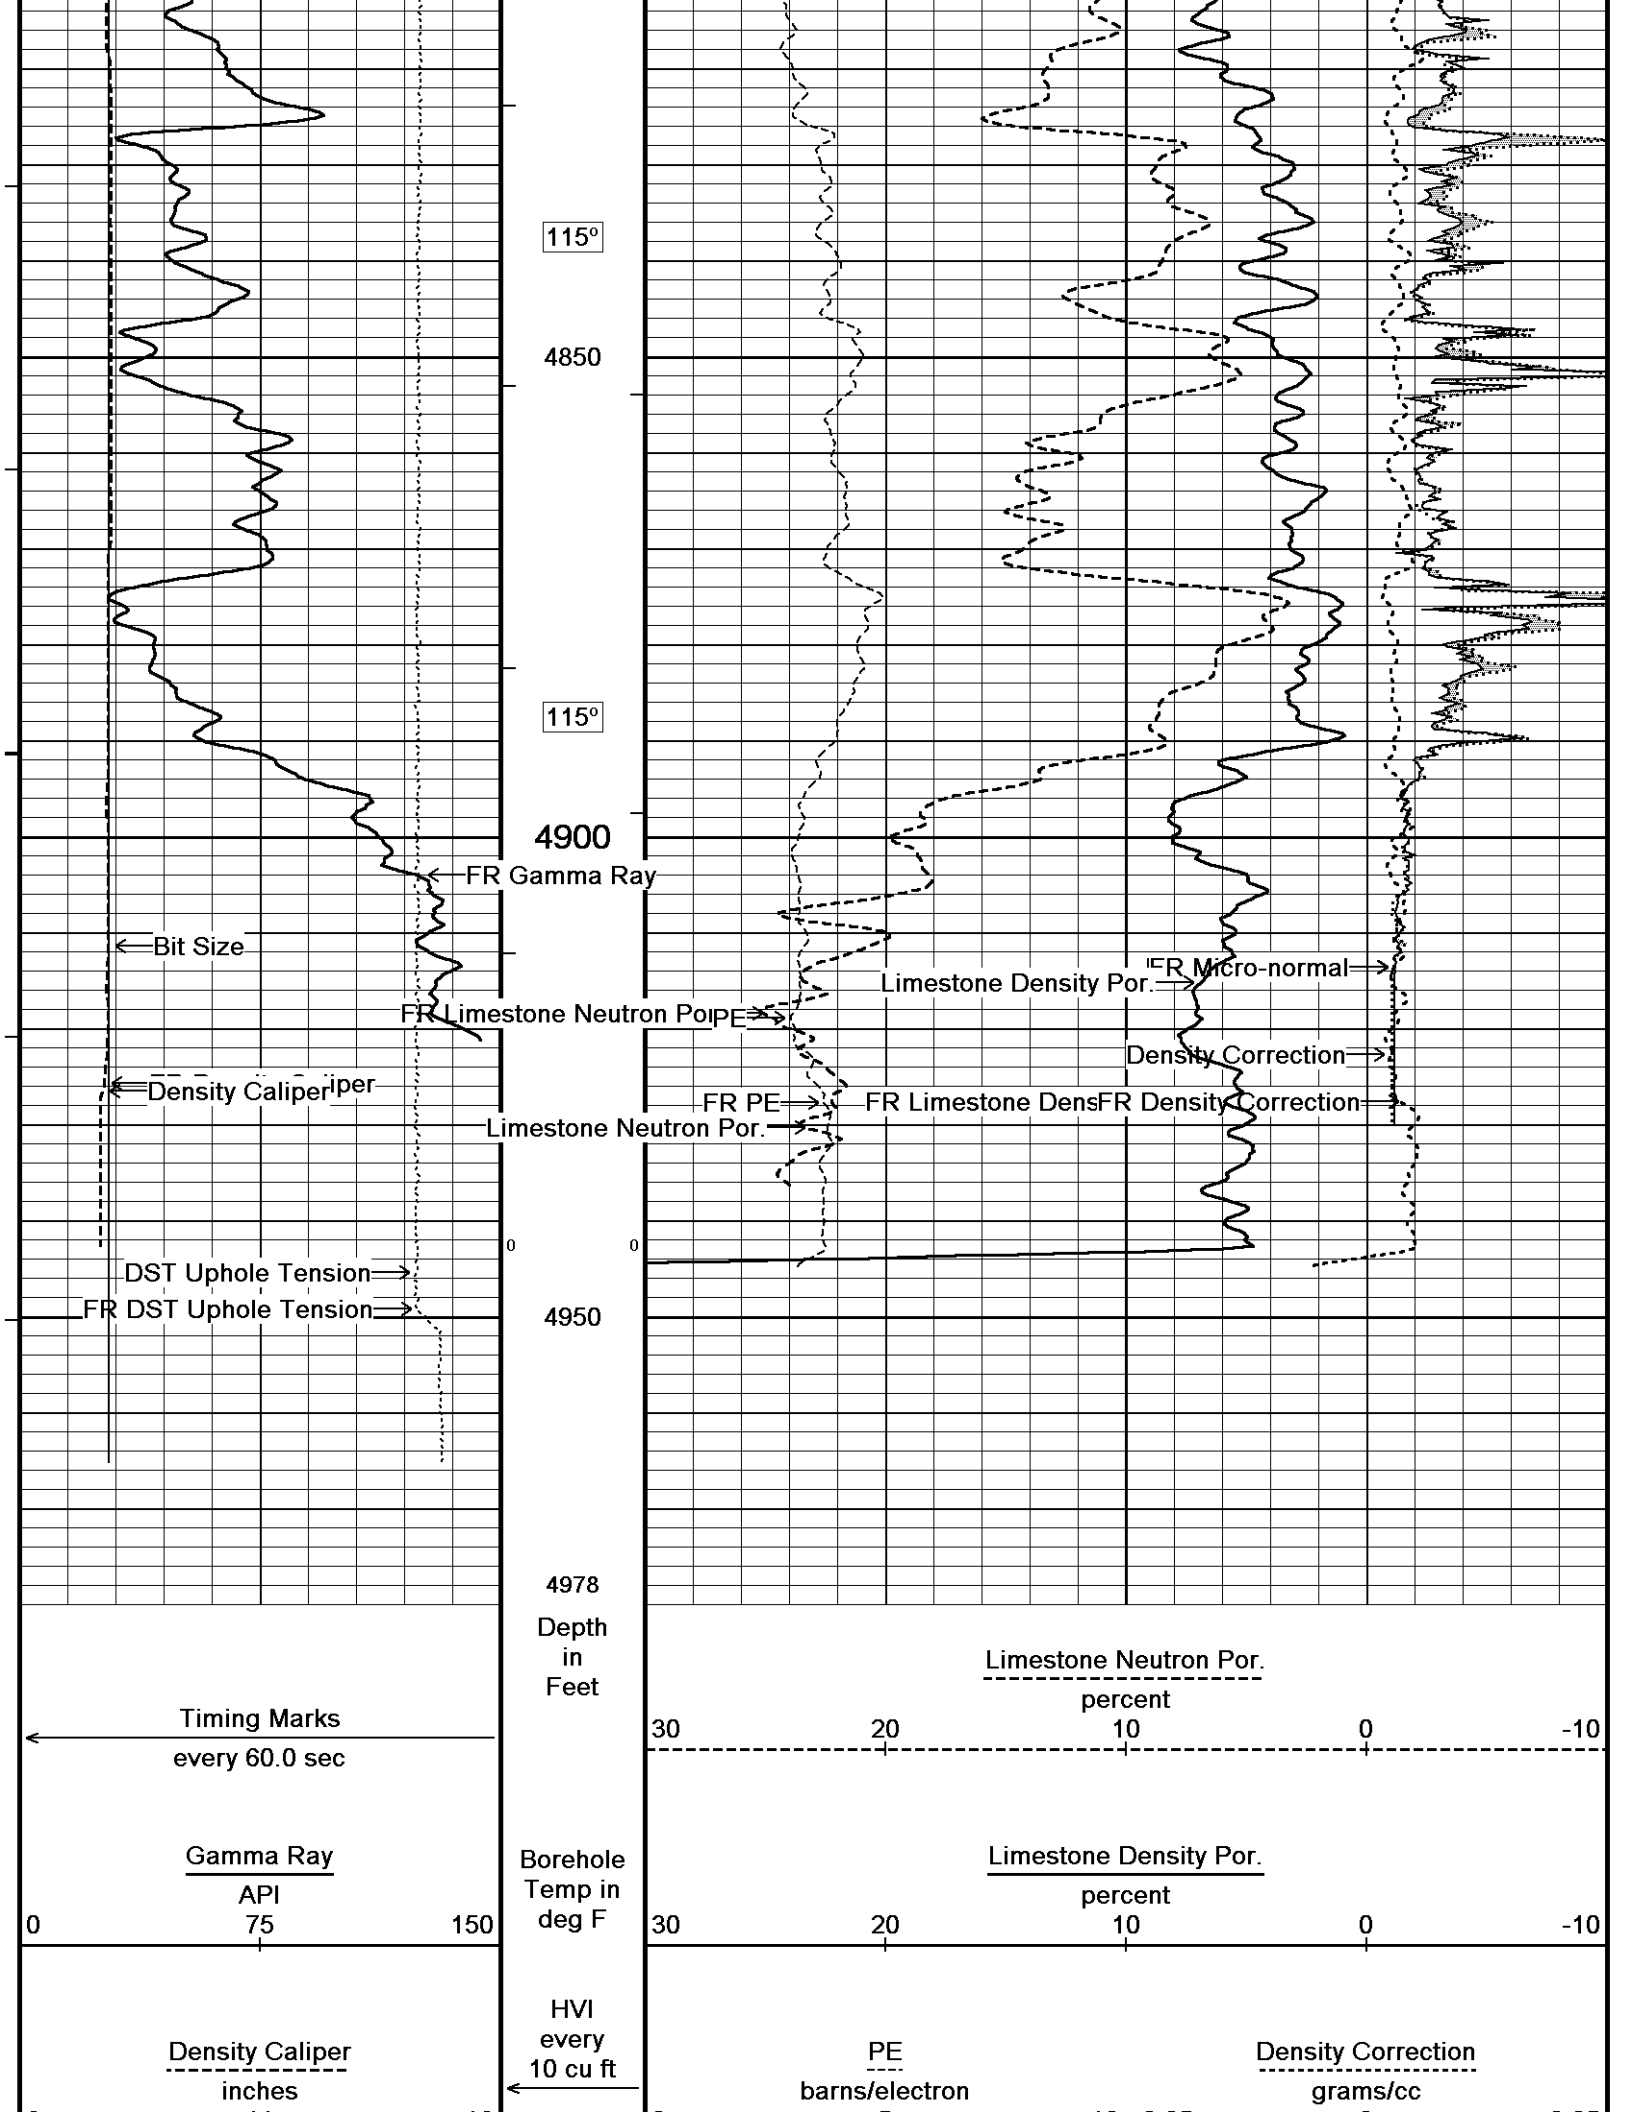 115º
4850
115º
4900
FR Gamma Ray
Bit Size
FR Micro-normal
Limestone Density Por.
FR Limestone Neutron Por
PE
Density Correction
iper
Density Caliper
FR PE
FR Limestone Dens
FR Density Correction
Limestone Neutron Por.
0
0
DST Uphole Tension
FR DST Uphole Tension
4950
4978
Depth
in
Feet
Limestone Neutron Por.
percent
30 20 10 0 -10
Timing Marks
every 60.0 sec
Gamma Ray
API
0 75 150
Borehole
Temp in
deg F
Limestone Density Por.
percent
30 20 10 0 -10
HVI
every
10 cu ft
Density Caliper
inches
PE
barns/electron
Density Correction
grams/cc